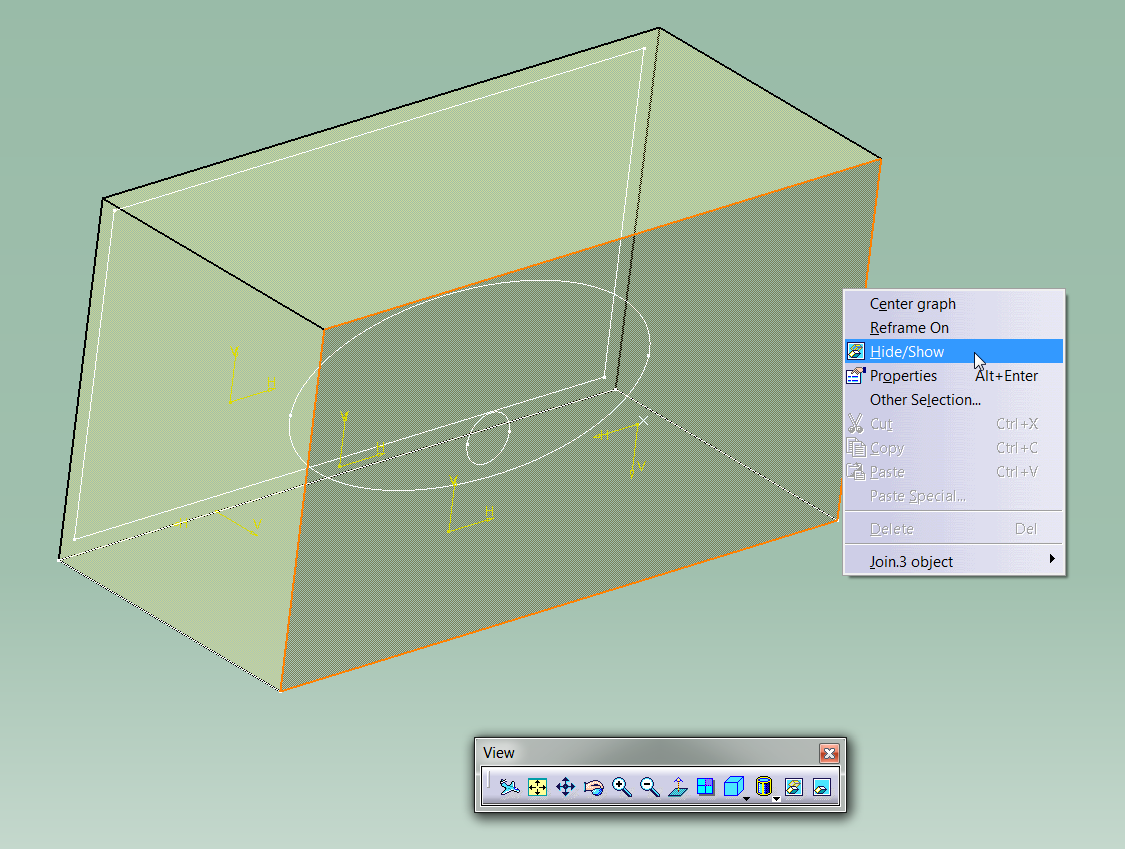 Center graph
Reframe On
Hide/Show
Properties Alt+Enter
Other Selection...
Cut Ctrl+X
Copy Ctrl+C
Paste Ctrl+V
Paste Special...
Delete Del
Join.3 object
V
H
V
H
V
H
H
V
H
V
View